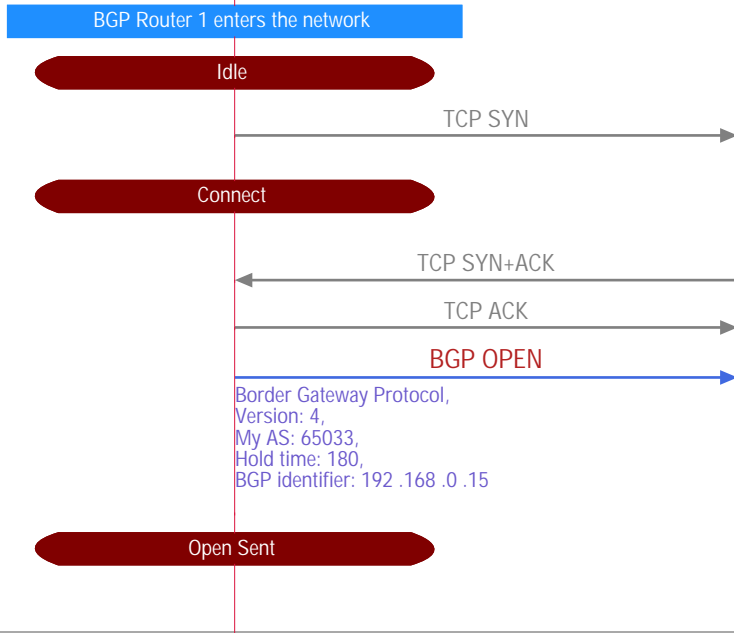 BGP Router 1 enters the network
Idle
TCP SYN
Connect
TCP SYN+ACK
TCP ACK
BGP OPEN
Border Gateway Protocol,
Version: 4,
My AS: 65033,
Hold time: 180,
BGP identifier: 192 .168 .0 .15
Open Sent